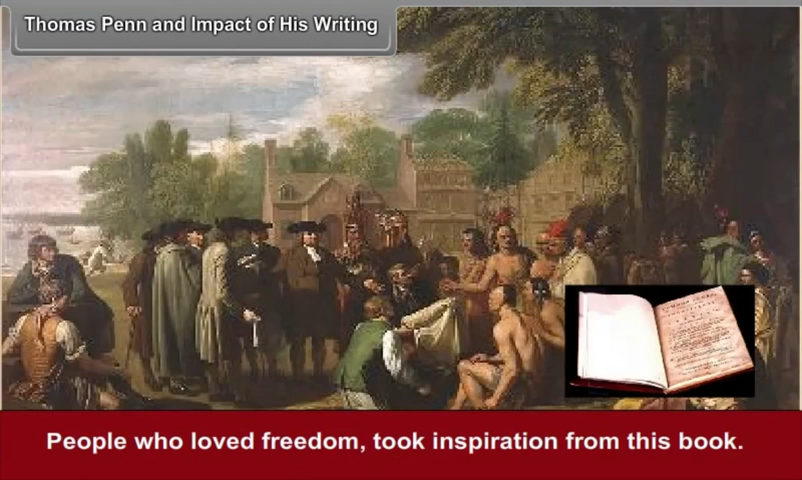 Thomas Penn and Impact of His Writing
People who loved freedom, took inspiration from this book.